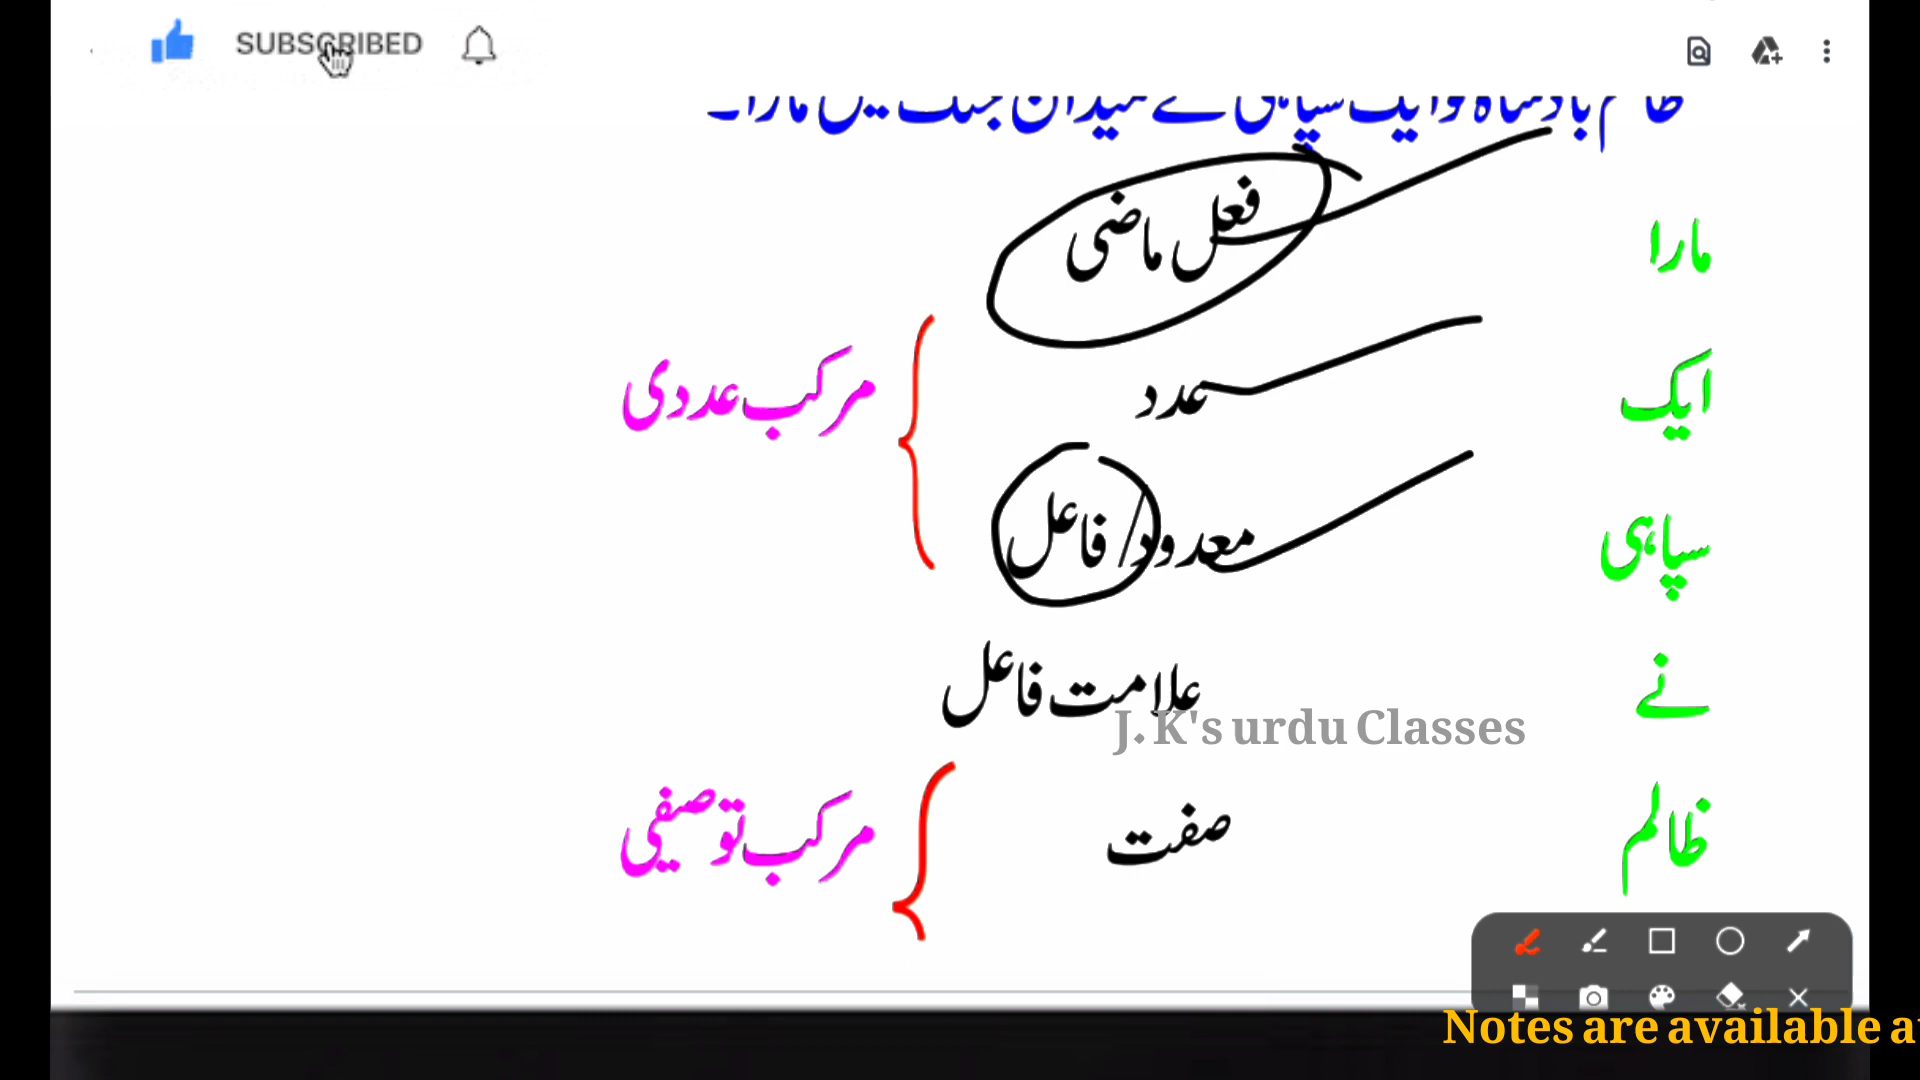 SUBSCRIBED
ظالم بادشاہ کو ایک سپاہی نے میدان جنگ میں مارا۔
مارا فعل ماضی
ایک عدد
مرکب عددی
سپاہی معدود/فاعل
نے علامت فاعل
J. K's urdu Classes
ظالم صفت
مرکب توصیفی
Notes are available a